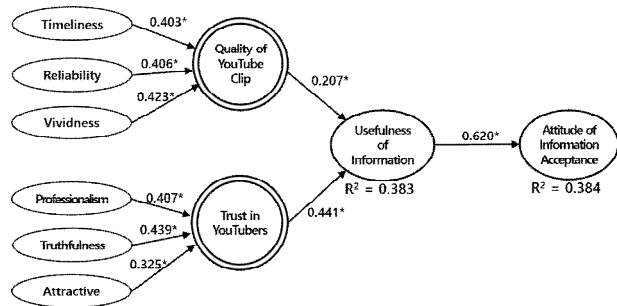 Timeliness
0.403*
Reliability
0.406*
Vividness
0.423*
Quality of
YouTube
Clip
0.207*
Professionalism
0.407*
Truthfulness
0.439*
Attractive
0.325*
Trust in
YouTubers
0.441*
Usefulness
of
Information
R² = 0.383
0.620*
Attitude of
Information
Acceptance
R² = 0.384